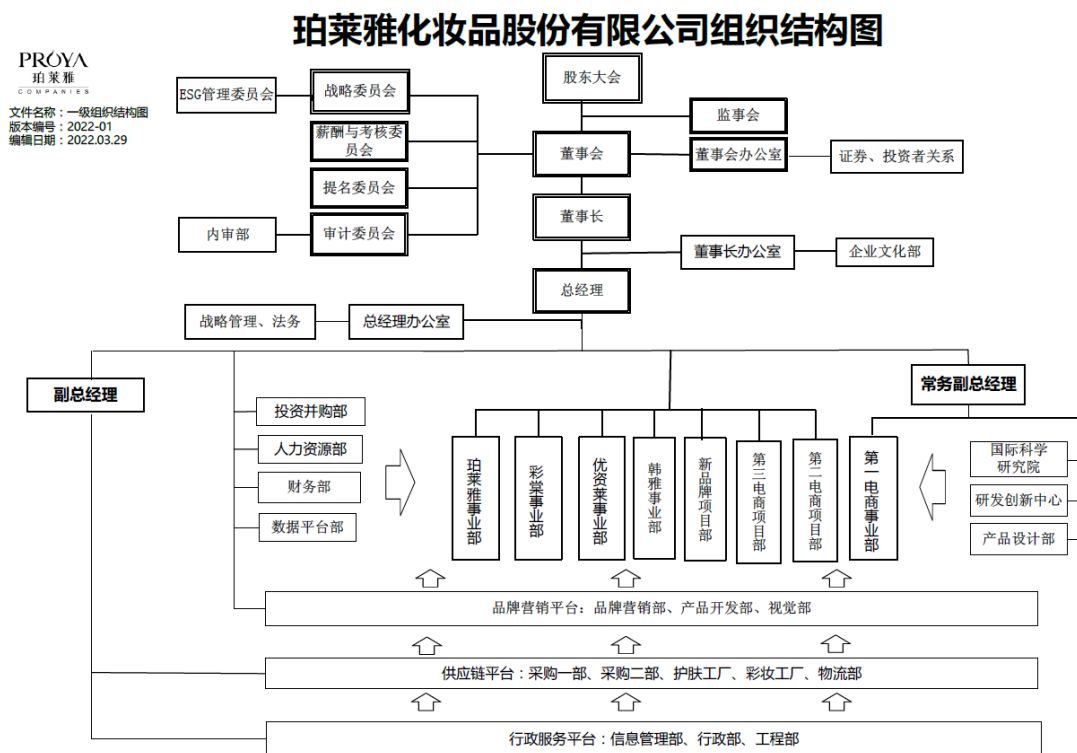 珀莱雅化妆品股份有限公司组织结构图
PROYA
珀莱雅
COMPANIES
文件名称：一级组织结构图
版本编号：2022-01
编辑日期：2022.03.29
股东大会
ESG管理委员会
战略委员会
监事会
薪酬与考核委
员会
董事会
董事会办公室
证券、投资者关系
提名委员会
董事长
内审部
审计委员会
董事长办公室
企业文化部
总经理
战略管理、法务
总经理办公室
副总经理
常务副总经理
投资并购部
人力资源部
财务部
数据平台部
珀莱雅事业部
彩棠事业部
优资莱事业部
韩雅事业部
新品牌项目部
第三电商项目部
第二电商项目部
第一电商事业部
国际科学
研究院
研发创新中心
产品设计部
品牌营销平台：品牌营销部、产品开发部、视觉部
供应链平台：采购一部、采购二部、护肤工厂、彩妆工厂、物流部
行政服务平台：信息管理部、行政部、工程部